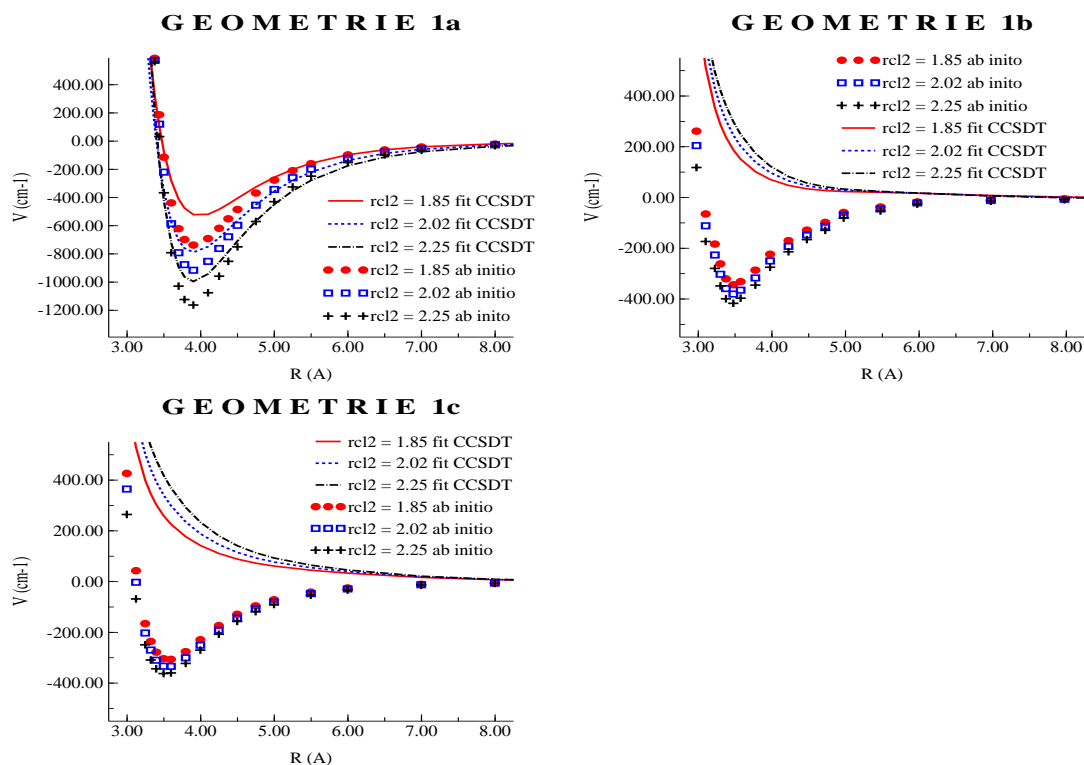 G E O M E T R I E 1a
400.00
200.00
0.00
-200.00
-400.00
-600.00
-800.00
-1000.00
-1200.00
V (cm-1)
rcl2 = 1.85 fit CCSDT
rcl2 = 2.02 fit CCSDT
rcl2 = 2.25 fit CCSDT
rcl2 = 1.85 ab initio
rcl2 = 2.02 ab initio
rcl2 = 2.25 ab inito
3.00 4.00 5.00 6.00 7.00 8.00
R (A)
G E O M E T R I E 1b
400.00
200.00
0.00
-200.00
-400.00
V (cm-1)
rcl2 = 1.85 ab inito
rcl2 = 2.02 ab inito
rcl2 = 2.25 ab initio
rcl2 = 1.85 fit CCSDT
rcl2 = 2.02 fit CCSDT
rcl2 = 2.25 fit CCSDT
3.00 4.00 5.00 6.00 7.00 8.00
R (A)
G E O M E T R I E 1c
400.00
200.00
0.00
-200.00
-400.00
V (cm-1)
rcl2 = 1.85 fit CCSDT
rcl2 = 2.02 fit CCSDT
rcl2 = 2.25 fit CCSDT
rcl2 = 1.85 ab initio
rcl2 = 2.02 ab initio
rcl2 = 2.25 ab initio
3.00 4.00 5.00 6.00 7.00 8.00
R (A)